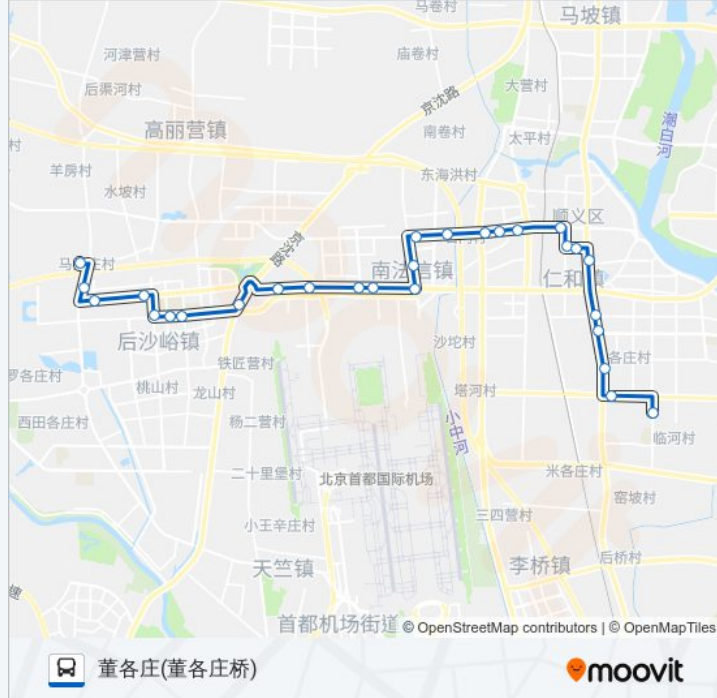 马卷村
马坡镇
河津营村
庙卷村
后渠河村
大营村
京沈路
潮白河
高丽营镇
南卷村
太平村
村
羊房村
东海洪村
水坡村
顺义区
京沈路
马
庄村
南法信镇
仁和镇
后沙峪镇
沙坨村
铁匠营村
各庄村
罗各庄村
桃山村
龙山村
塔河村
西田各庄村
杨二营村
小中河
临河村
二十里堡村
北京首都国际机场
米各庄村
窑坡村
小王辛庄村
三四营村
天竺镇
李桥镇
后桥村
速
首都机场街道
© OpenStreetMap contributors | © OpenMapTiles
董各庄(董各庄桥)
moovit